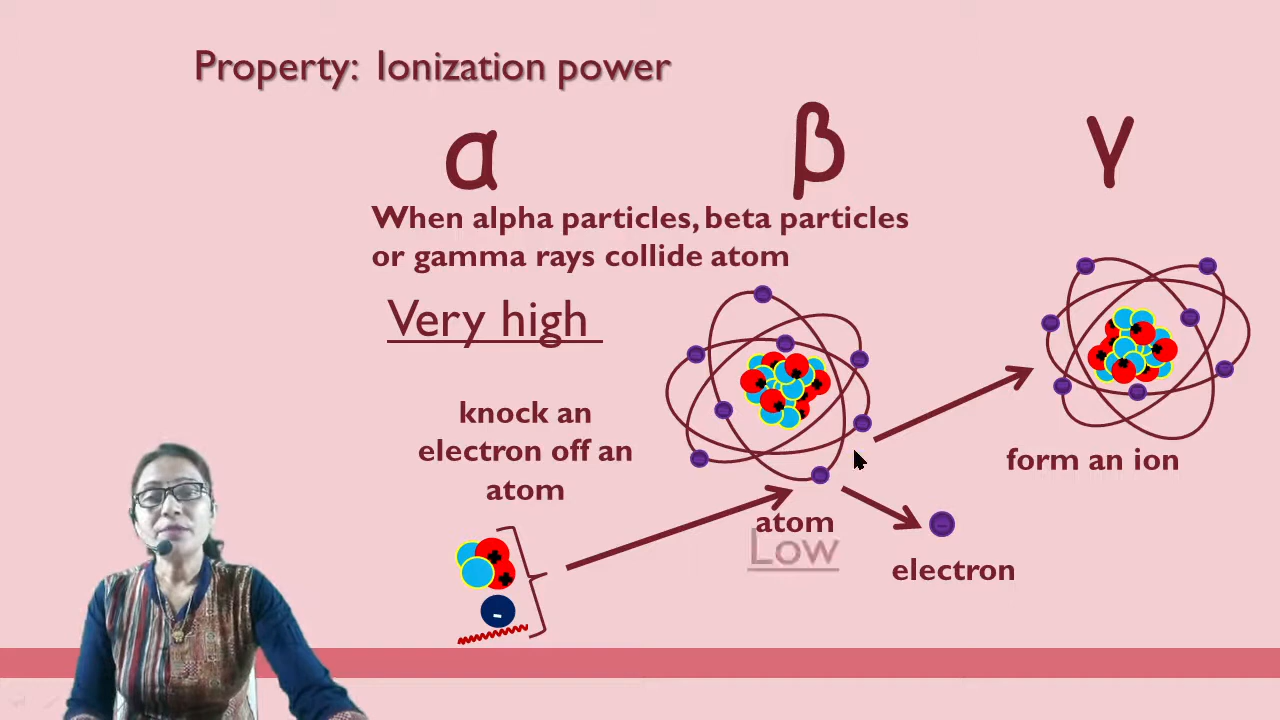 Property: Ionization power
α β γ
When alpha particles, beta particles
or gamma rays collide atom
Very high
knock an
electron off an
atom
form an ion
atom
Low
electron